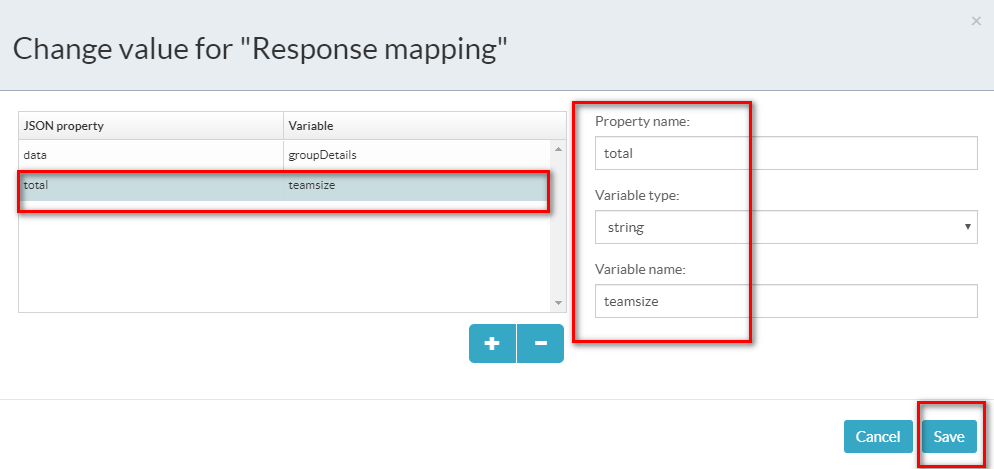 ×
Change value for "Response mapping"
JSON property Variable
data groupDetails
total teamsize
Property name:
total
Variable type:
string
Variable name:
teamsize
+ −
Cancel Save